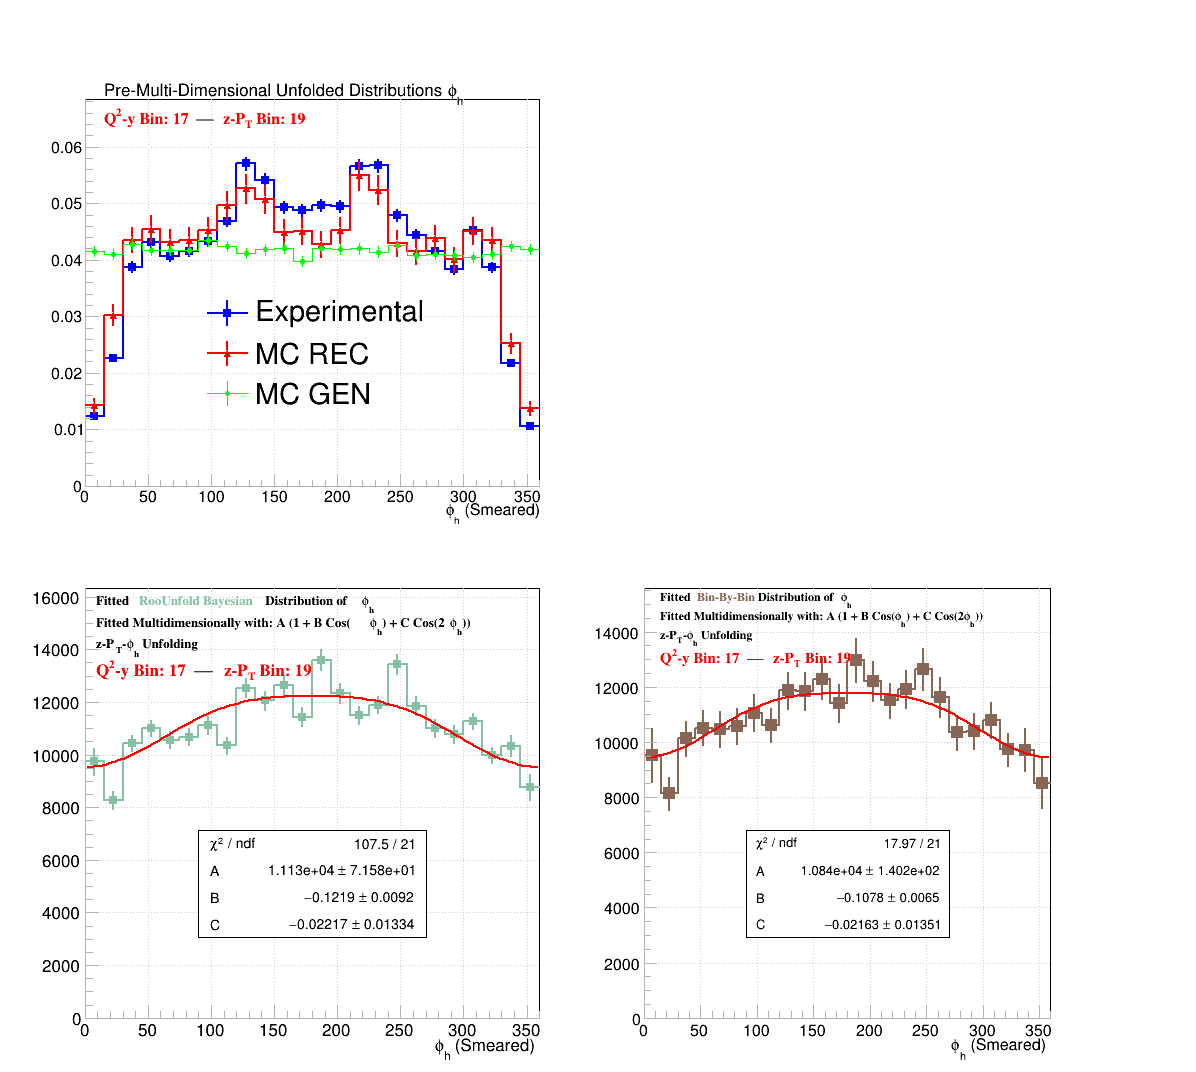 Pre-Multi-Dimensional Unfolded Distributions ϕh
Q²-y Bin: 17 — z-PT Bin: 19
0.06
0.05
0.04
0.03
0.02
0.01
0
Experimental
MC REC
MC GEN
0 50 100 150 200 250 300 350
ϕh (Smeared)
Fitted RooUnfold Bayesian Distribution of ϕh
Fitted Multidimensionally with: A (1 + B Cos(ϕh) + C Cos(2 ϕh))
z-PT-ϕh Unfolding
Q²-y Bin: 17 — z-PT Bin: 19
16000
14000
12000
10000
8000
6000
4000
2000
0
χ² / ndf 107.5 / 21
A 1.113e+04 ± 7.158e+01
B −0.1219 ± 0.0092
C −0.02217 ± 0.01334
0 50 100 150 200 250 300 350
ϕh (Smeared)
Fitted Bin-By-Bin Distribution of ϕh
Fitted Multidimensionally with: A (1 + B Cos(ϕh) + C Cos(2ϕh))
z-PT-ϕh Unfolding
Q²-y Bin: 17 — z-PT Bin: 19
14000
12000
10000
8000
6000
4000
2000
0
χ² / ndf 17.97 / 21
A 1.084e+04 ± 1.402e+02
B −0.1078 ± 0.0065
C −0.02163 ± 0.01351
0 50 100 150 200 250 300 350
ϕh (Smeared)